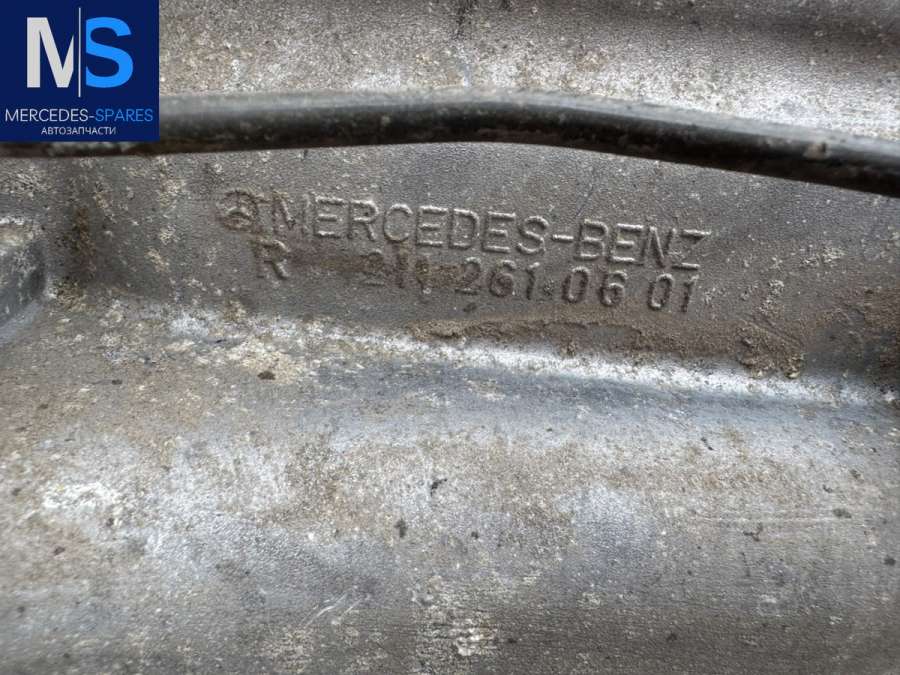 MS
MERCEDES-SPARES
АВТОЗАПЧАСТИ
MERCEDES-BENZ
R 211 261 06 01